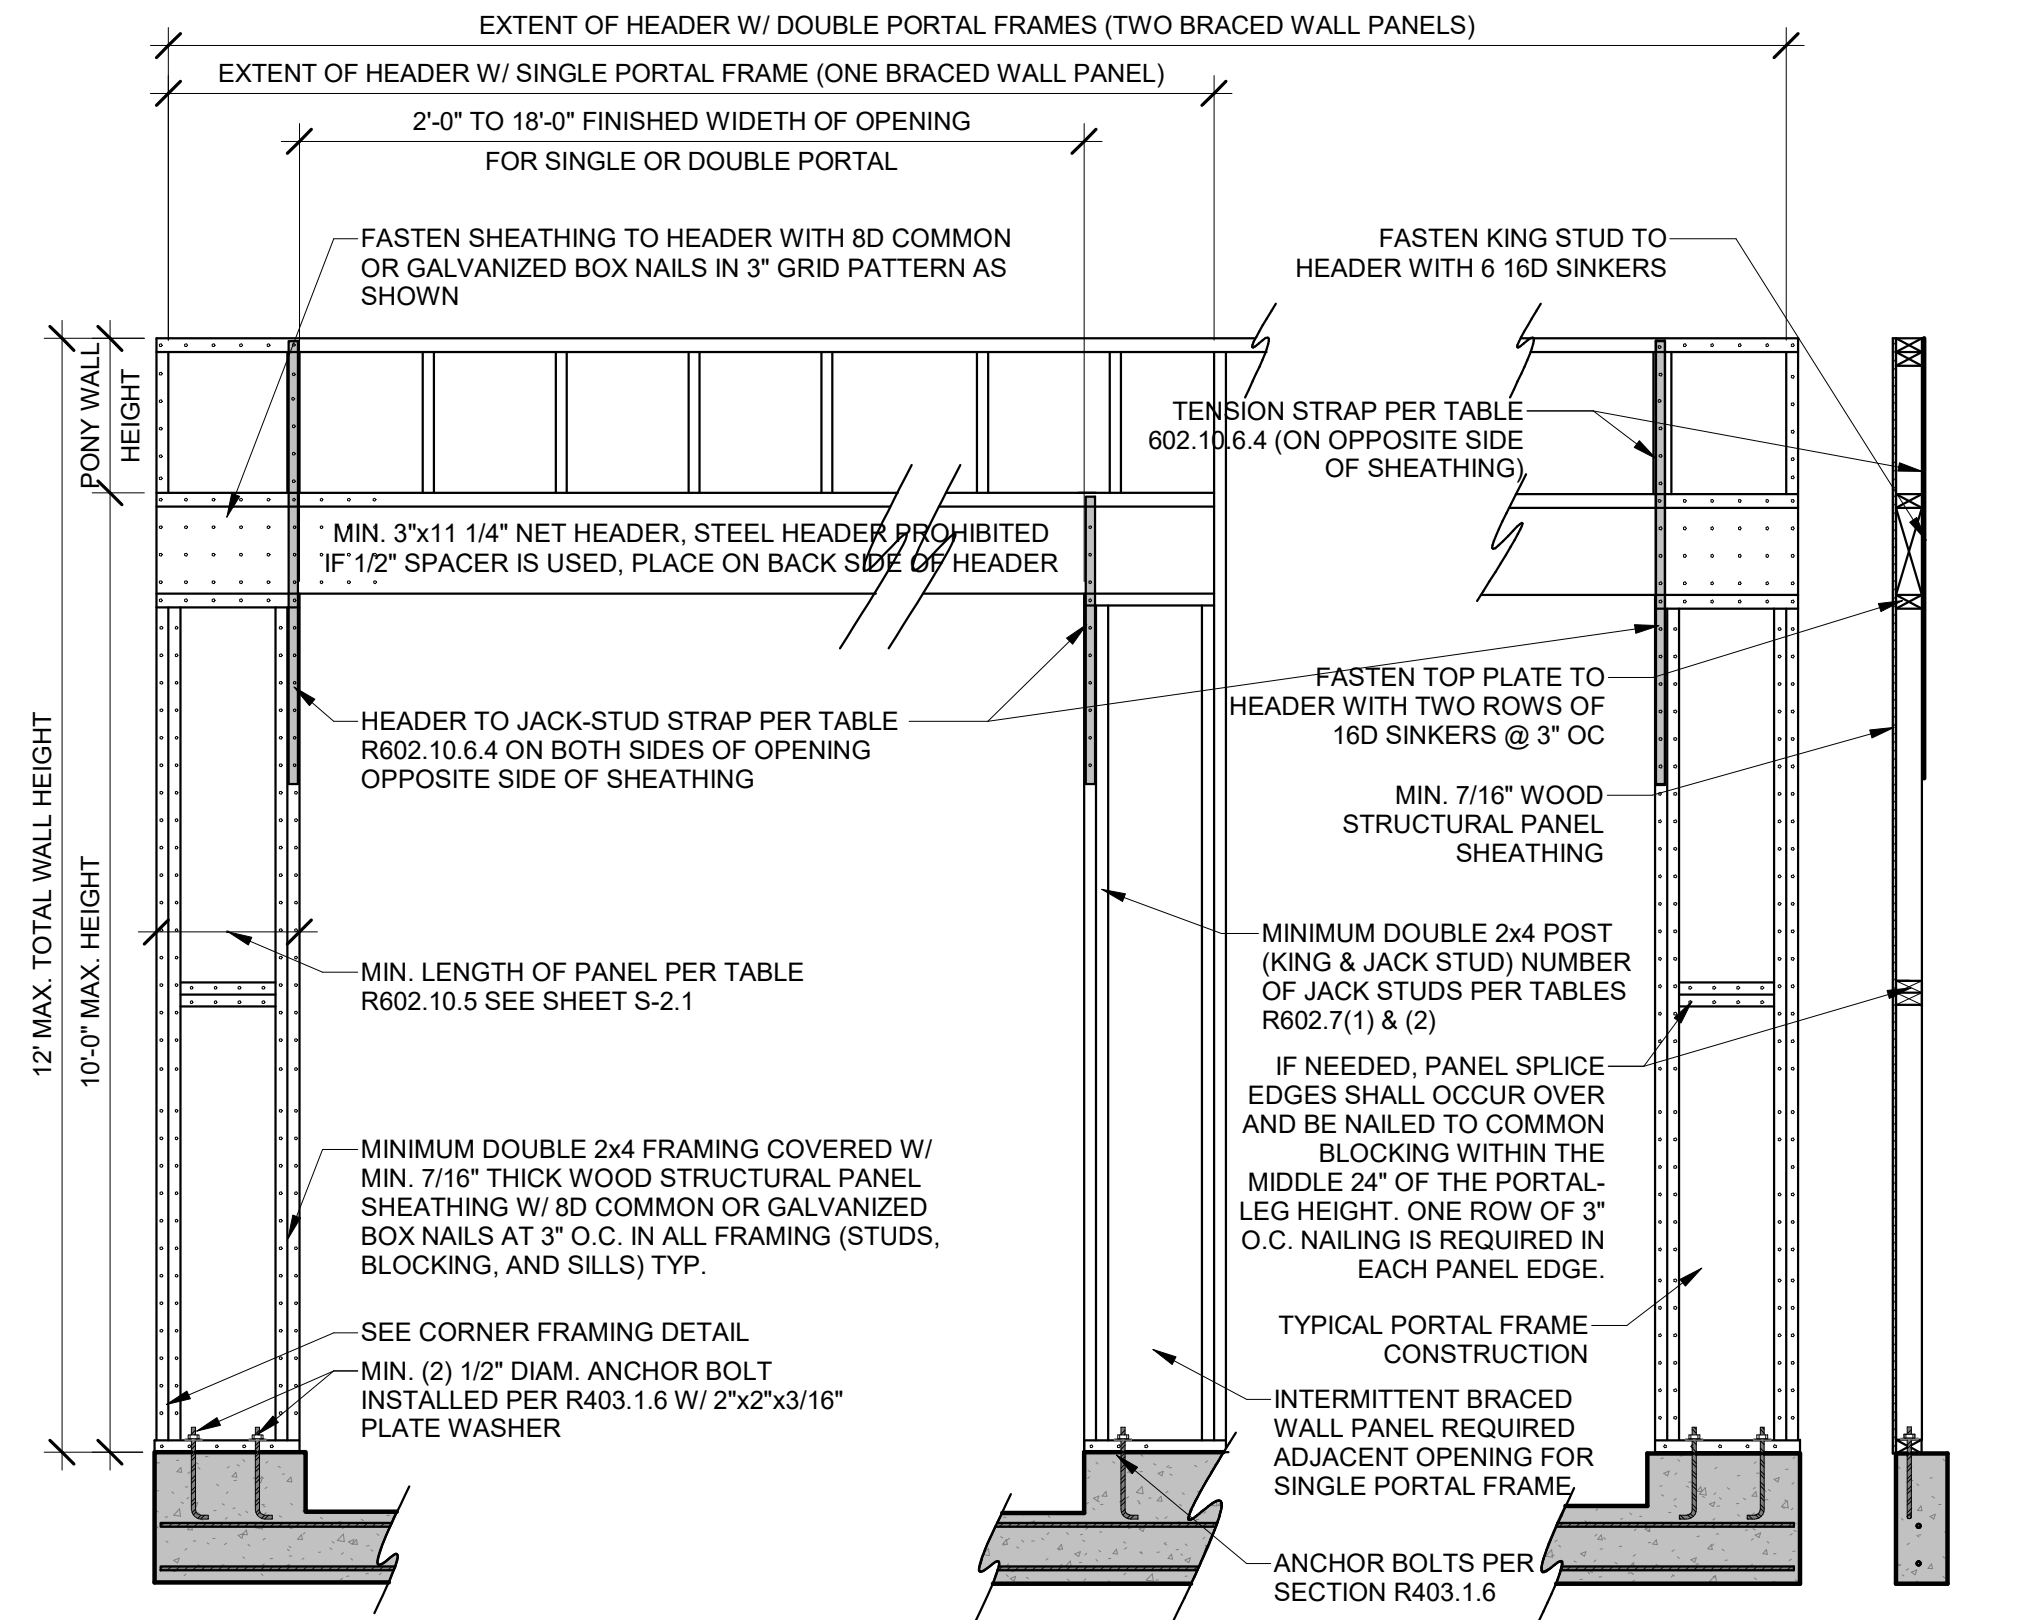 EXTENT OF HEADER W/ DOUBLE PORTAL FRAMES (TWO BRACED WALL PANELS)
EXTENT OF HEADER W/ SINGLE PORTAL FRAME (ONE BRACED WALL PANEL)
2'-0" TO 18'-0" FINISHED WIDETH OF OPENING
FOR SINGLE OR DOUBLE PORTAL
FASTEN SHEATHING TO HEADER WITH 8D COMMON
OR GALVANIZED BOX NAILS IN 3" GRID PATTERN AS
SHOWN
FASTEN KING STUD TO
HEADER WITH 6 16D SINKERS
PONY WALL
HEIGHT
TENSION STRAP PER TABLE
602.10.6.4 (ON OPPOSITE SIDE
OF SHEATHING)
MIN. 3"x11 1/4" NET HEADER, STEEL HEADER PROHIBITED
IF 1/2" SPACER IS USED, PLACE ON BACK SIDE OF HEADER
12' MAX. TOTAL WALL HEIGHT
10'-0" MAX. HEIGHT
HEADER TO JACK-STUD STRAP PER TABLE
R602.10.6.4 ON BOTH SIDES OF OPENING
OPPOSITE SIDE OF SHEATHING
FASTEN TOP PLATE TO
HEADER WITH TWO ROWS OF
16D SINKERS @ 3" OC
MIN. 7/16" WOOD
STRUCTURAL PANEL
SHEATHING
MIN. LENGTH OF PANEL PER TABLE
R602.10.5 SEE SHEET S-2.1
MINIMUM DOUBLE 2x4 POST
(KING & JACK STUD) NUMBER
OF JACK STUDS PER TABLES
R602.7(1) & (2)
IF NEEDED, PANEL SPLICE
EDGES SHALL OCCUR OVER
AND BE NAILED TO COMMON
BLOCKING WITHIN THE
MIDDLE 24" OF THE PORTAL-
LEG HEIGHT. ONE ROW OF 3"
O.C. NAILING IS REQUIRED IN
EACH PANEL EDGE.
MINIMUM DOUBLE 2x4 FRAMING COVERED W/
MIN. 7/16" THICK WOOD STRUCTURAL PANEL
SHEATHING W/ 8D COMMON OR GALVANIZED
BOX NAILS AT 3" O.C. IN ALL FRAMING (STUDS,
BLOCKING, AND SILLS) TYP.
SEE CORNER FRAMING DETAIL
MIN. (2) 1/2" DIAM. ANCHOR BOLT
INSTALLED PER R403.1.6 W/ 2"x2"x3/16"
PLATE WASHER
TYPICAL PORTAL FRAME
CONSTRUCTION
INTERMITTENT BRACED
WALL PANEL REQUIRED
ADJACENT OPENING FOR
SINGLE PORTAL FRAME
ANCHOR BOLTS PER
SECTION R403.1.6